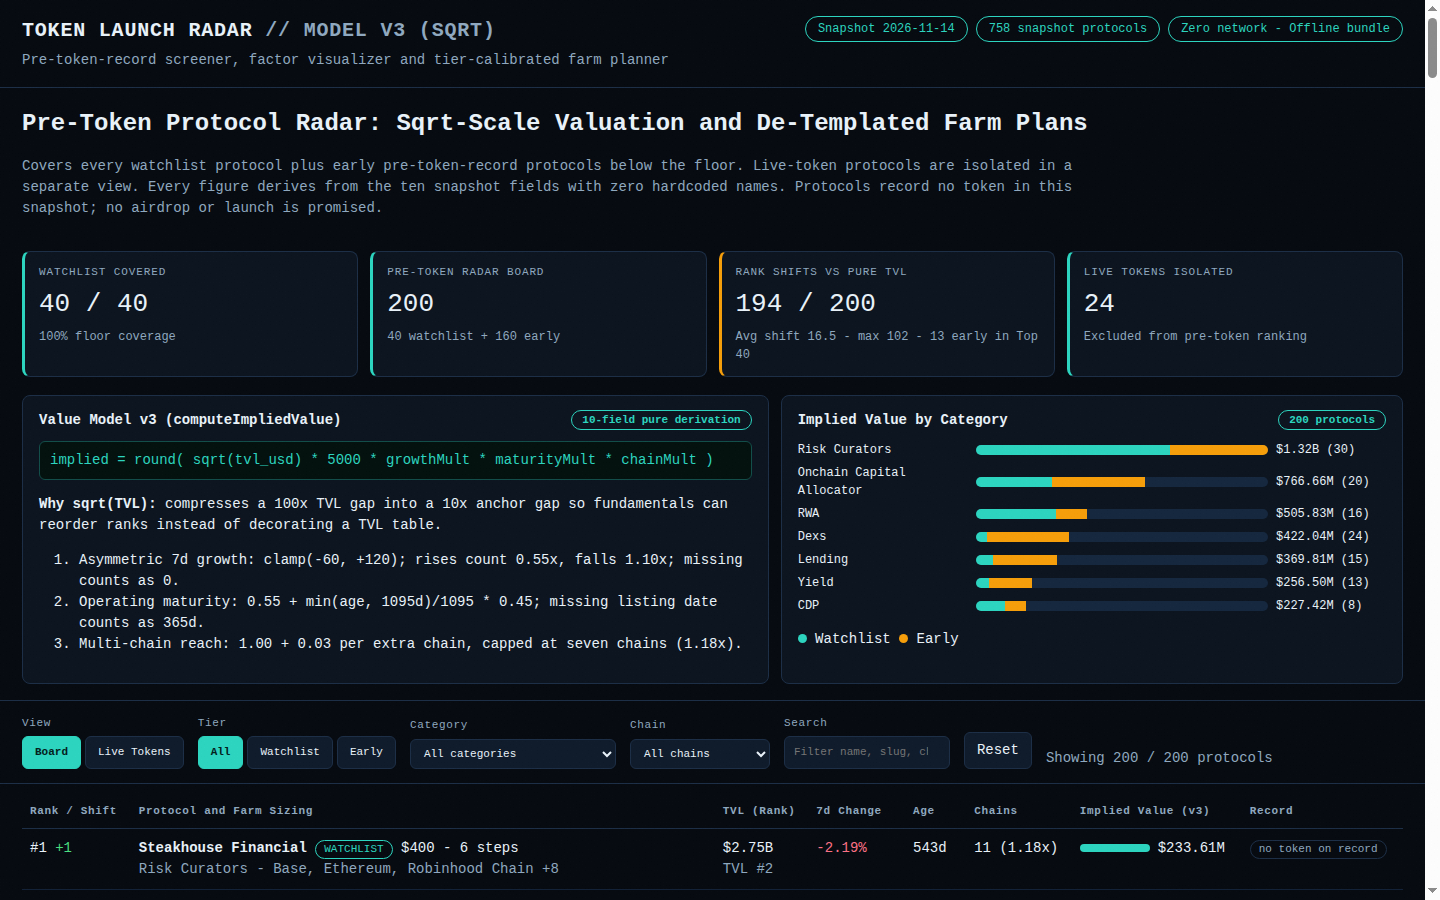 TOKEN LAUNCH RADAR // MODEL V3 (SQRT)
Pre-token-record screener, factor visualizer and tier-calibrated farm planner
Snapshot 2026-11-14
758 snapshot protocols
Zero network - Offline bundle
Pre-Token Protocol Radar: Sqrt-Scale Valuation and De-Templated Farm Plans
Covers every watchlist protocol plus early pre-token-record protocols below the floor. Live-token protocols are isolated in a
separate view. Every figure derives from the ten snapshot fields with zero hardcoded names. Protocols record no token in this
snapshot; no airdrop or launch is promised.
WATCHLIST COVERED
40 / 40
100% floor coverage
PRE-TOKEN RADAR BOARD
200
40 watchlist + 160 early
RANK SHIFTS VS PURE TVL
194 / 200
Avg shift 16.5 - max 102 - 13 early in Top
40
LIVE TOKENS ISOLATED
24
Excluded from pre-token ranking
Value Model v3 (computeImpliedValue)
10-field pure derivation
implied = round( sqrt(tvl_usd) * 5000 * growthMult * maturityMult * chainMult )
Why sqrt(TVL): compresses a 100x TVL gap into a 10x anchor gap so fundamentals can
reorder ranks instead of decorating a TVL table.
1. Asymmetric 7d growth: clamp(-60, +120); rises count 0.55x, falls 1.10x; missing
counts as 0.
2. Operating maturity: 0.55 + min(age, 1095d)/1095 * 0.45; missing listing date
counts as 365d.
3. Multi-chain reach: 1.00 + 0.03 per extra chain, capped at seven chains (1.18x).
Implied Value by Category
200 protocols
Risk Curators $1.32B (30)
Onchain Capital
Allocator $766.66M (20)
RWA $505.83M (16)
Dexs $422.04M (24)
Lending $369.81M (15)
Yield $256.50M (13)
CDP $227.42M (8)
Watchlist Early
View
Board Live Tokens
Tier
All Watchlist Early
Category
All categories
Chain
All chains
Search
Filter name, slug, cl
Reset
Showing 200 / 200 protocols
Rank / Shift Protocol and Farm Sizing TVL (Rank) 7d Change Age Chains Implied Value (v3) Record
#1 +1 Steakhouse Financial WATCHLIST $400 - 6 steps $2.75B -2.19% 543d 11 (1.18x) $233.61M no token on record
Risk Curators - Base, Ethereum, Robinhood Chain +8 TVL #2